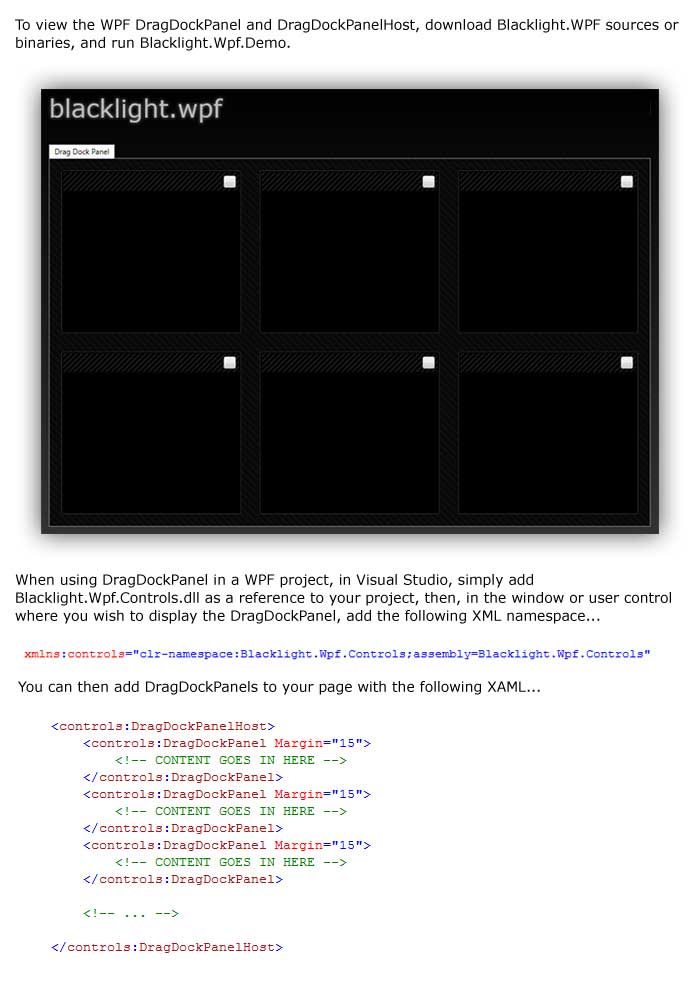 To view the WPF DragDockPanel and DragDockPanelHost, download Blacklight.WPF sources or
binaries, and run Blacklight.Wpf.Demo.
blacklight.wpf
Drag Dock Panel
When using DragDockPanel in a WPF project, in Visual Studio, simply add
Blacklight.Wpf.Controls.dll as a reference to your project, then, in the window or user control
where you wish to display the DragDockPanel, add the following XML namespace...
xmlns:controls="clr-namespace:Blacklight.Wpf.Controls;assembly=Blacklight.Wpf.Controls"
You can then add DragDockPanels to your page with the following XAML...
<controls:DragDockPanelHost>
<controls:DragDockPanel Margin="15">
<!-- CONTENT GOES IN HERE -->
</controls:DragDockPanel>
<controls:DragDockPanel Margin="15">
<!-- CONTENT GOES IN HERE -->
</controls:DragDockPanel>
<controls:DragDockPanel Margin="15">
<!-- CONTENT GOES IN HERE -->
</controls:DragDockPanel>
<!-- ... -->
</controls:DragDockPanelHost>